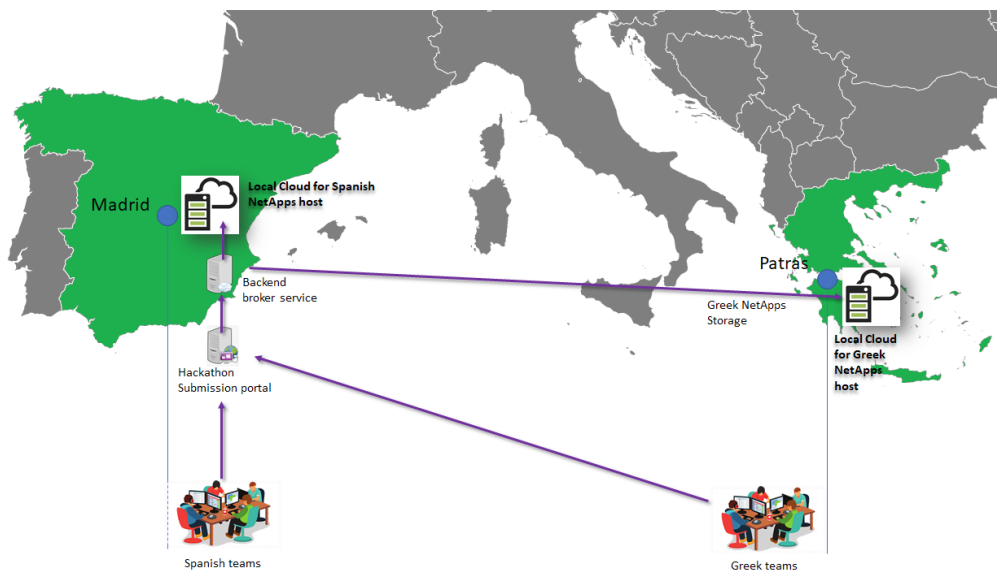 Madrid
Local Cloud for Spanish
NetApps host
Backend
broker service
Patras
Greek NetApps
Storage
Local Cloud
for Greek
NetApps
host
Hackathon
Submission portal
Spanish teams
Greek teams